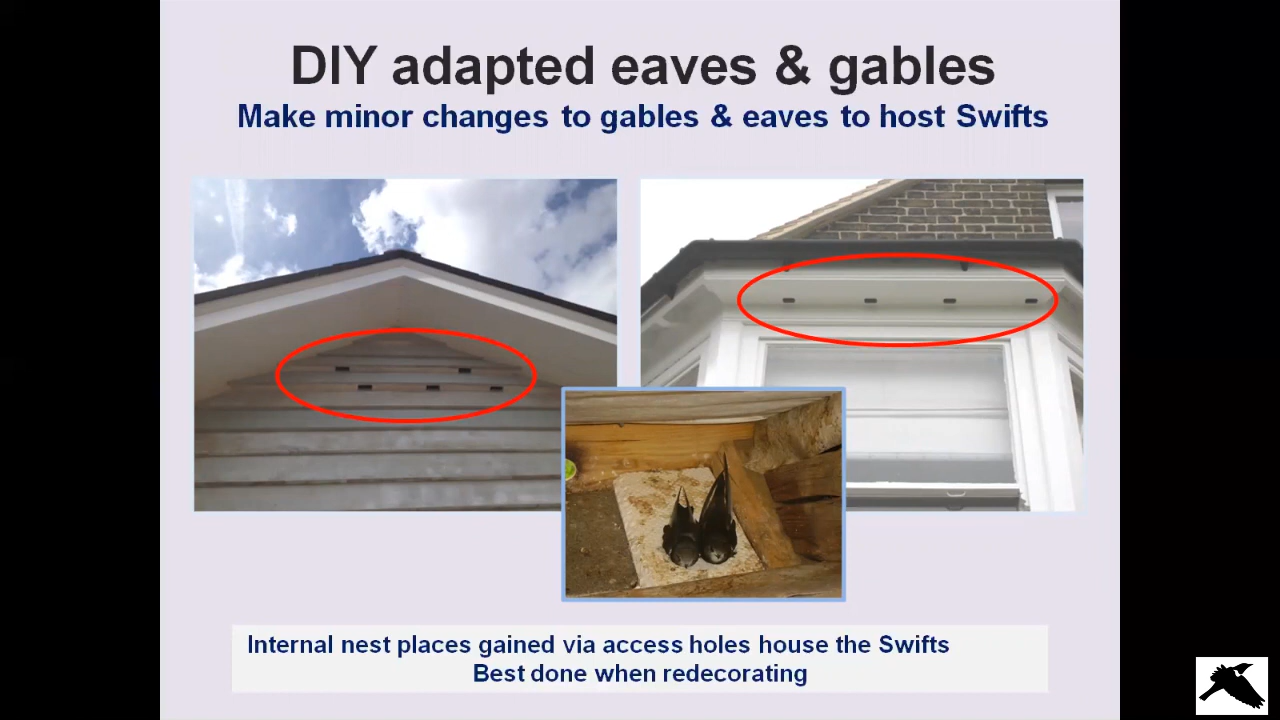 DIY adapted eaves & gables
Make minor changes to gables & eaves to host Swifts
Internal nest places gained via access holes house the Swifts
Best done when redecorating